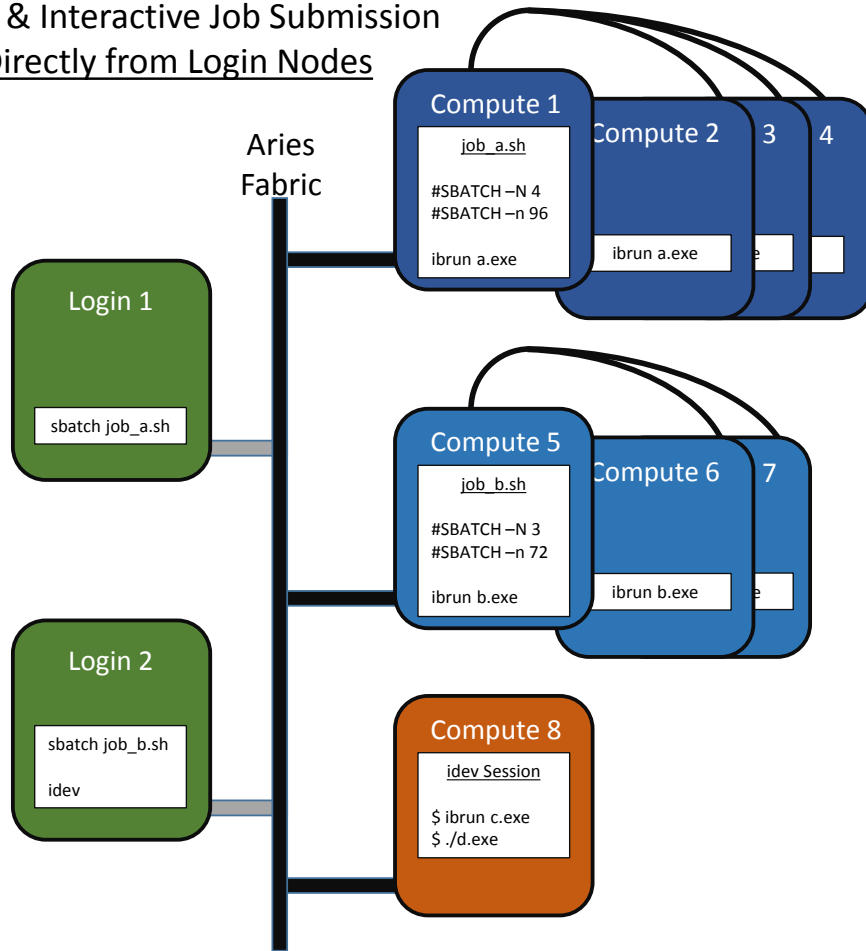 & Interactive Job Submission
Directly from Login Nodes
Aries
Fabric
Login 1
sbatch job_a.sh
Login 2
sbatch job_b.sh
idev
Compute 1
job_a.sh
#SBATCH –N 4
#SBATCH –n 96
ibrun a.exe
Compute 2
ibrun a.exe
3
e
4
Compute 5
job_b.sh
#SBATCH –N 3
#SBATCH –n 72
ibrun b.exe
Compute 6
ibrun b.exe
7
e
Compute 8
idev Session
$ ibrun c.exe
$ ./d.exe